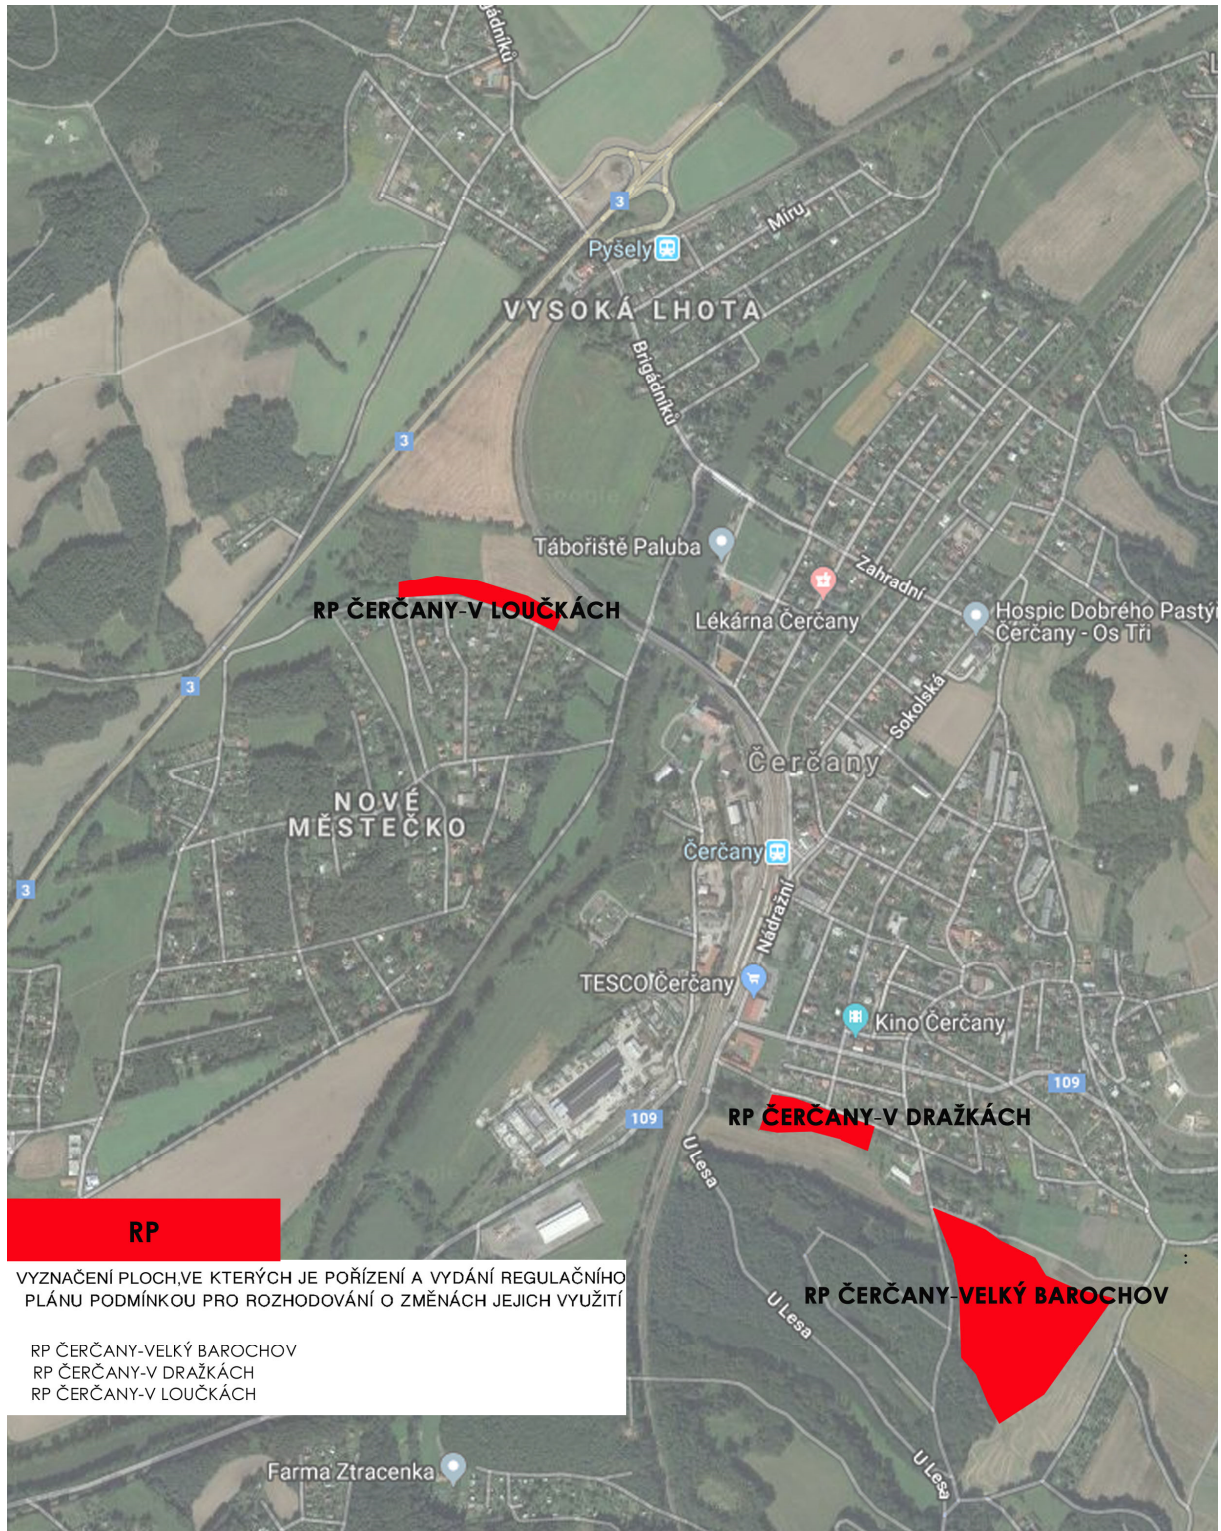 gádníků
3
Míru
Pyšely
VYSOKÁ LHOTA
Brigádníků
3
Google
Tábořiště Paluba
Zahradní
Lékárna Čerčany
Hospic Dobrého Pastýř
Čerčany - Os Tři
RP ČERČANY-V LOUČKÁCH
3
Sokolská
Čerčany
NOVÉ
MĚSTEČKO
Čerčany
3
Nádražní
TESCO Čerčany
Kino Čerčany
109
109
RP ČERČANY-V DRAŽKÁCH
U Lesa
RP
VYZNAČENÍ PLOCH,VE KTERÝCH JE POŘÍZENÍ A VYDÁNÍ REGULAČNÍHO
PLÁNU PODMÍNKOU PRO ROZHODOVÁNÍ O ZMĚNÁCH JEJICH VYUŽITÍ
:
RP ČERČANY-VELKÝ BAROCHOV
U Lesa
RP ČERČANY-VELKÝ BAROCHOV
RP ČERČANY-V DRAŽKÁCH
RP ČERČANY-V LOUČKÁCH
Farma Ztracenka
U Lesa